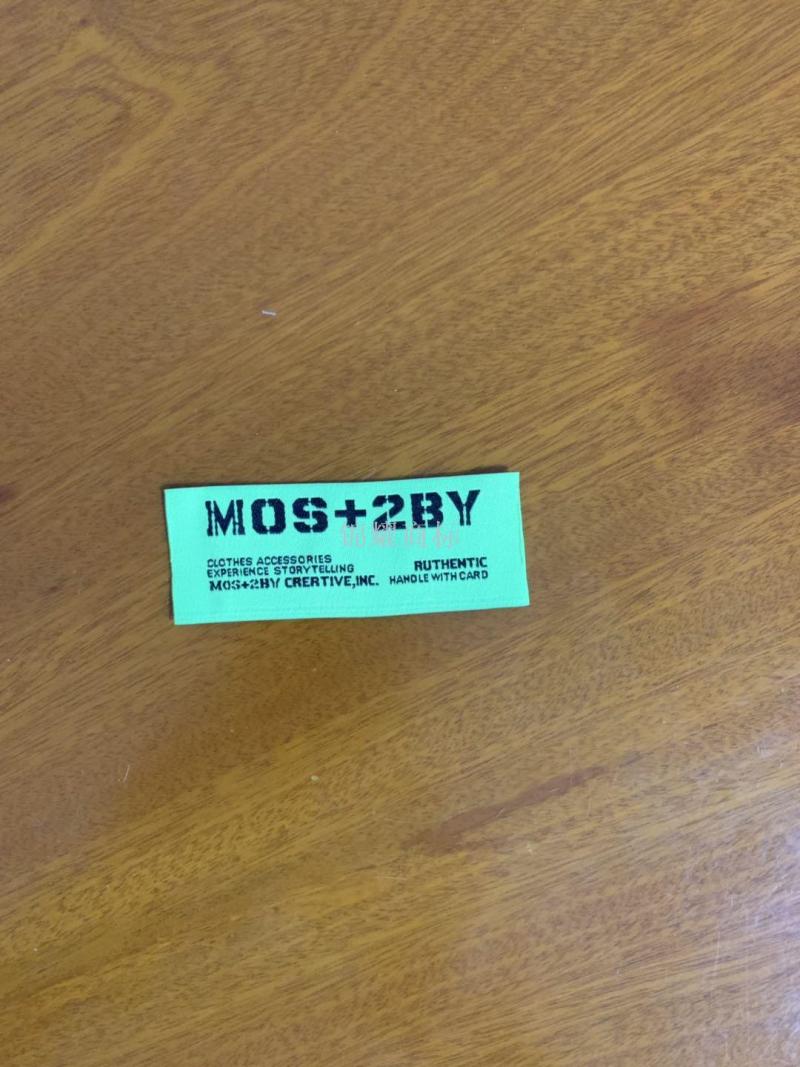 MOS+2BY
CLOTHES ACCESSORIES
EXPERIENCE STORYTELLING
MOS+2BY CRERTIVE,INC.
RUTHENTIC
HANDLE WITH CARD